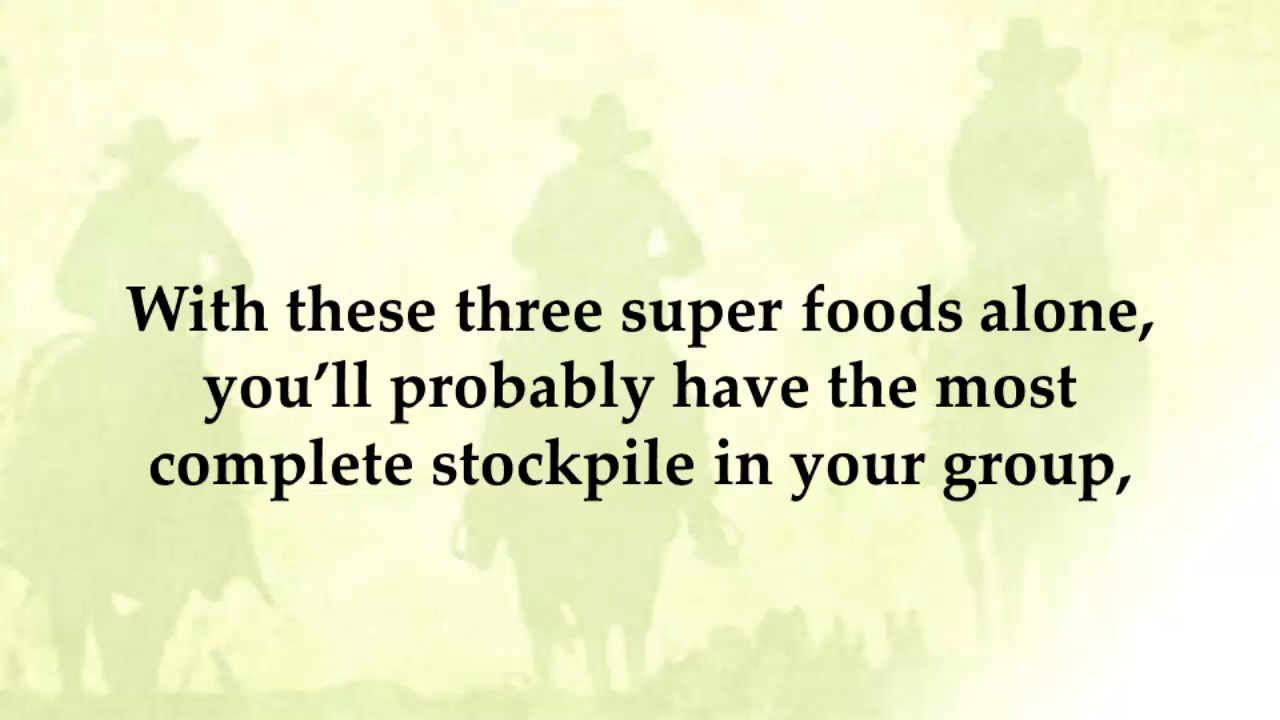 With these three super foods alone,
you’ll probably have the most
complete stockpile in your group,